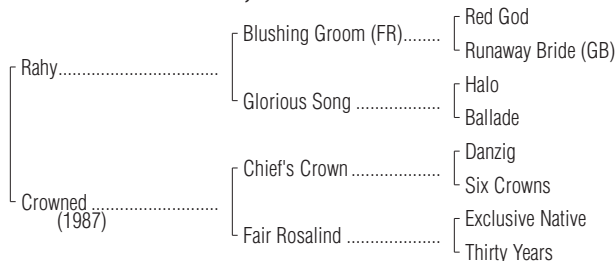 Red God
Blushing Groom (FR)........
Runaway Bride (GB)
Rahy.................................
Halo
Glorious Song ................
Ballade
Danzig
Chief's Crown .................
Six Crowns
Crowned ..........................
(1987)
Exclusive Native
Fair Rosalind ..................
Thirty Years